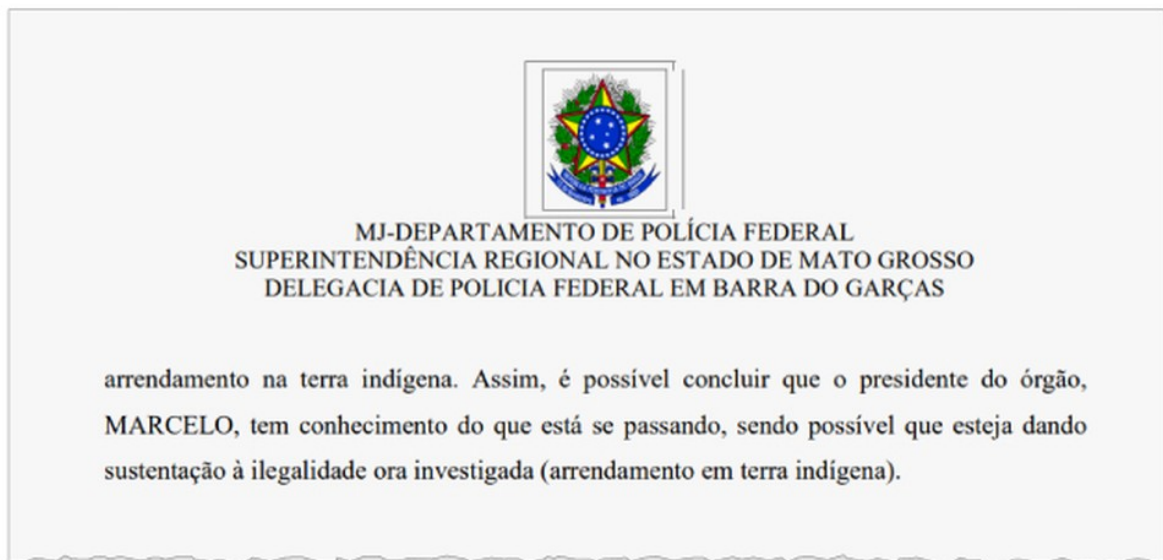 MJ-DEPARTAMENTO DE POLÍCIA FEDERAL
SUPERINTENDÊNCIA REGIONAL NO ESTADO DE MATO GROSSO
DELEGACIA DE POLICIA FEDERAL EM BARRA DO GARÇAS
arrendamento na terra indígena. Assim, é possível concluir que o presidente do órgão,
MARCELO, tem conhecimento do que está se passando, sendo possível que esteja dando
sustentação à ilegalidade ora investigada (arrendamento em terra indígena).